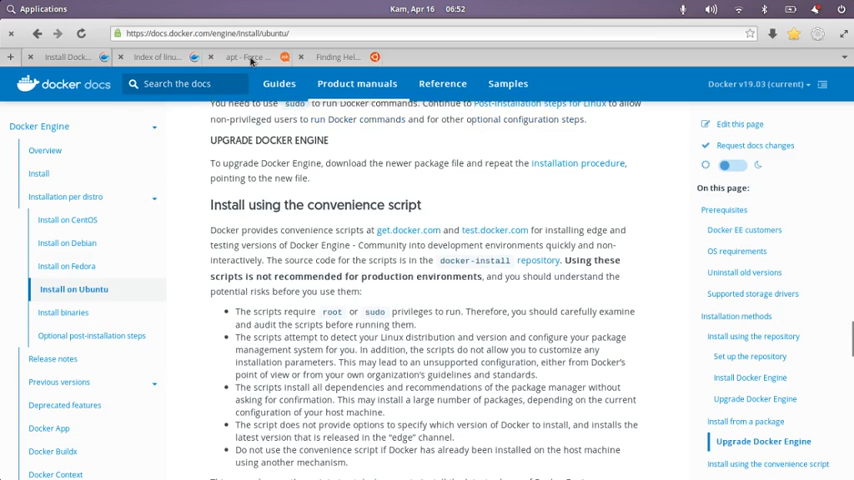 Applications
Kam, Apr 16
06:52
https://docs.docker.com/engine/install/ubuntu/
Install Dock...
Index of linu...
apt - Force ...
Finding Hel...
docker docs
Search the docs
Guides
Product manuals
Reference
Samples
Docker v19.03 (current)
Docker Engine
Overview
Install
Installation per distro
Install on CentOS
Install on Debian
Install on Fedora
Install on Ubuntu
Install binaries
Optional post-installation steps
Release notes
Previous versions
Deprecated features
Docker App
Docker Buildx
Docker Context
You need to use sudo to run Docker commands. Continue to Post-installation steps for Linux to allow
non-privileged users to run Docker commands and for other optional configuration steps.
UPGRADE DOCKER ENGINE
To upgrade Docker Engine, download the newer package file and repeat the installation procedure,
pointing to the new file.
Install using the convenience script
Docker provides convenience scripts at get.docker.com and test.docker.com for installing edge and
testing versions of Docker Engine - Community into development environments quickly and non-
interactively. The source code for the scripts is in the docker-install repository. Using these
scripts is not recommended for production environments, and you should understand the
potential risks before you use them:
• The scripts require root or sudo privileges to run. Therefore, you should carefully examine
and audit the scripts before running them.
• The scripts attempt to detect your Linux distribution and version and configure your package
management system for you. In addition, the scripts do not allow you to customize any
installation parameters. This may lead to an unsupported configuration, either from Docker's
point of view or from your own organization's guidelines and standards.
• The scripts install all dependencies and recommendations of the package manager without
asking for confirmation. This may install a large number of packages, depending on the current
configuration of your host machine.
• The script does not provide options to specify which version of Docker to install, and installs the
latest version that is released in the "edge" channel.
• Do not use the convenience script if Docker has already been installed on the host machine
using another mechanism.
Edit this page
Request docs changes
On this page:
Prerequisites
Docker EE customers
OS requirements
Uninstall old versions
Supported storage drivers
Installation methods
Install using the repository
Set up the repository
Install Docker Engine
Upgrade Docker Engine
Install from a package
Upgrade Docker Engine
Install using the convenience script